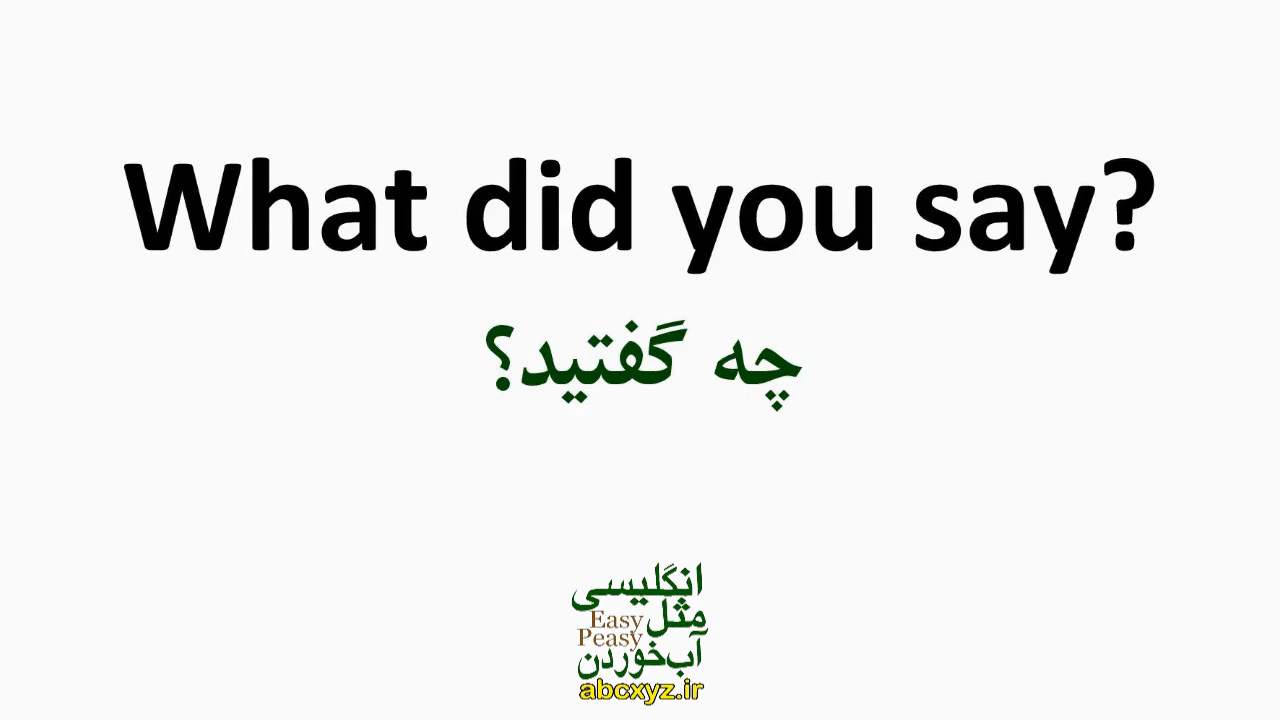 What did you say?
چه گفتید؟
انگلیسی
مثل Easy
Peasy
آب‌خوردن
abcxyz.ir